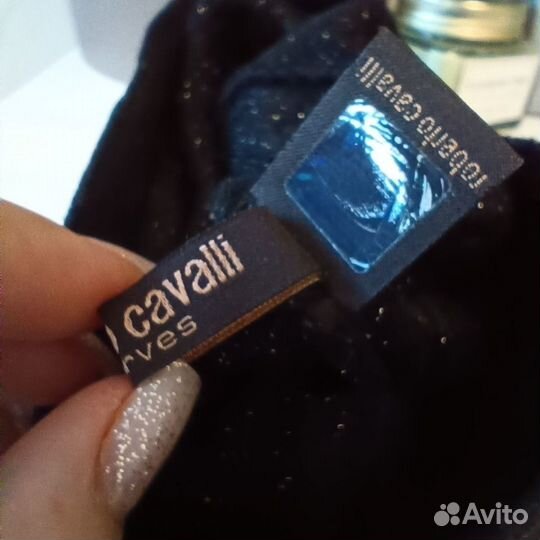 roberto cavalli
o cavalli
rves
Avito